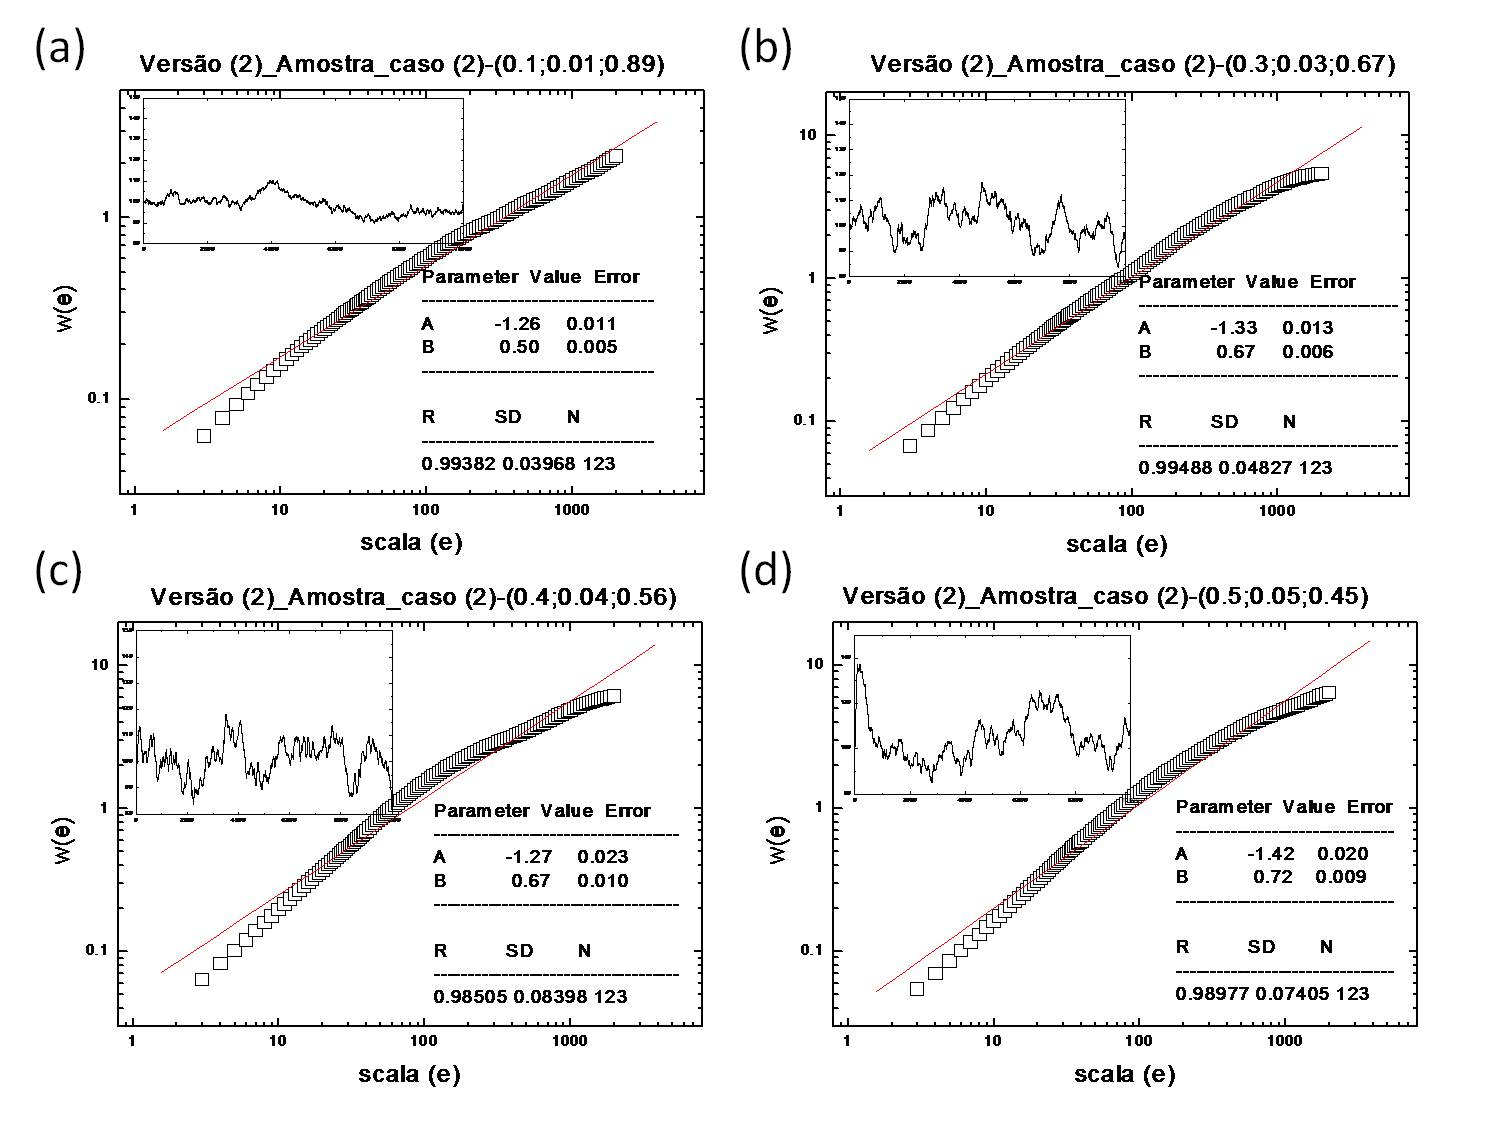 (a)
Versão (2)_Amostra_caso (2)-(0.1;0.01;0.89)
1
0.1
w(e)
Parameter Value Error
A -1.26 0.011
B 0.50 0.005
R SD N
0.99382 0.03968 123
1 10 100 1000
scala (e)
(b)
Versão (2)_Amostra_caso (2)-(0.3;0.03;0.67)
10
1
0.1
w(e)
Parameter Value Error
A -1.33 0.013
B 0.67 0.006
R SD N
0.99488 0.04827 123
1 10 100 1000
scala (e)
(c)
Versão (2)_Amostra_caso (2)-(0.4;0.04;0.56)
10
1
0.1
w(e)
Parameter Value Error
A -1.27 0.023
B 0.67 0.010
R SD N
0.98505 0.08398 123
1 10 100 1000
scala (e)
(d)
Versão (2)_Amostra_caso (2)-(0.5;0.05;0.45)
10
1
0.1
w(e)
Parameter Value Error
A -1.42 0.020
B 0.72 0.009
R SD N
0.98977 0.07405 123
1 10 100 1000
scala (e)